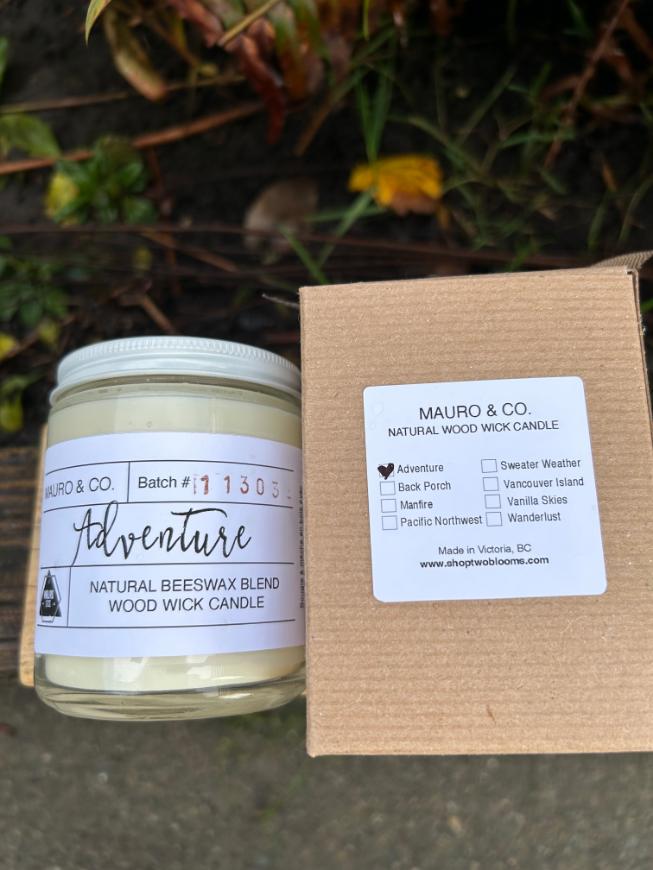 MAURO & CO.
Batch # 11303
Adventure
NATURAL BEESWAX BLEND
WOOD WICK CANDLE
MAURO & CO.
NATURAL WOOD WICK CANDLE
Adventure
Back Porch
Manfire
Pacific Northwest
Sweater Weather
Vancouver Island
Vanilla Skies
Wanderlust
Made in Victoria, BC
www.shoptwoblooms.com